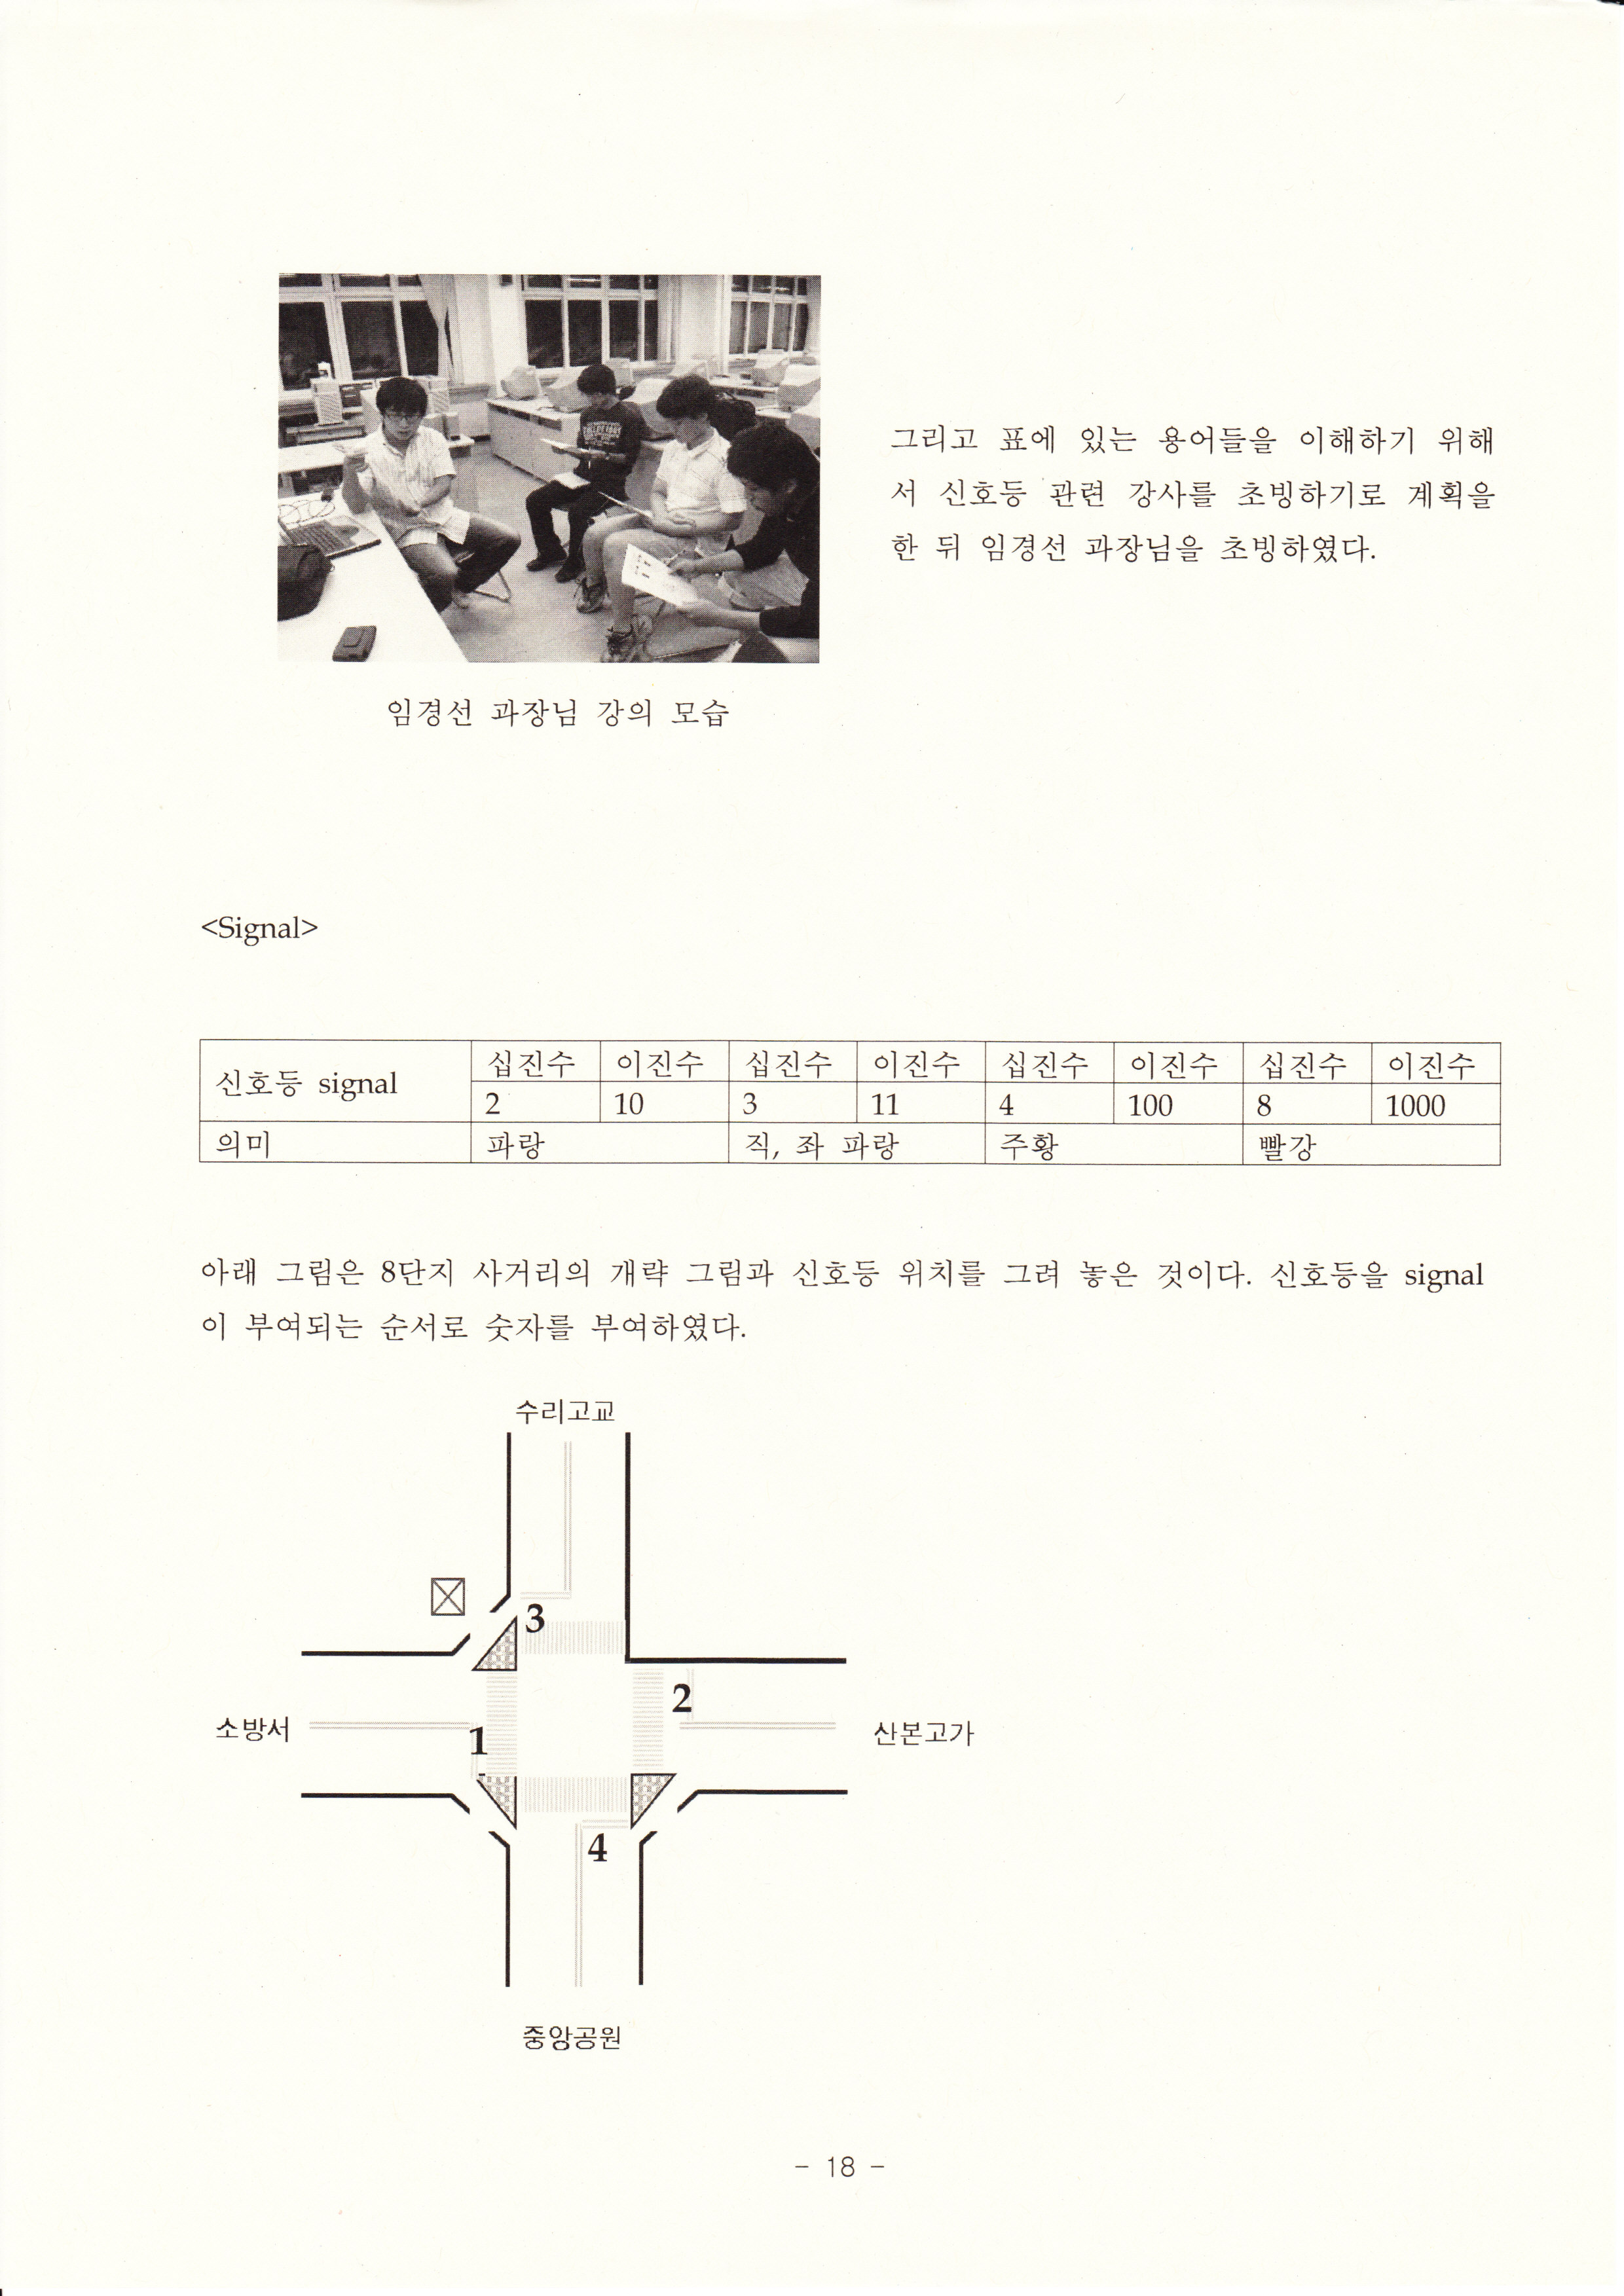 그리고 표에 있는 용어들을 이해하기 위해
서 신호등 관련 강사를 초빙하기로 계획을
한 뒤 임경선 과장님을 초빙하였다.
임경선 과장님 강의 모습
<Signal>
신호등 signal 십진수 이진수 십진수 이진수 십진수 이진수 십진수 이진수
2 10 3 11 4 100 8 1000
의미 파랑 직, 좌 파랑 주황 빨강
아래 그림은 8단지 사거리의 개략 그림과 신호등 위치를 그려 놓은 것이다. 신호등을 signal
이 부여되는 순서로 숫자를 부여하였다.
수리고교
3
2
소방서
1
산본고가
4
중앙공원
- 18 -